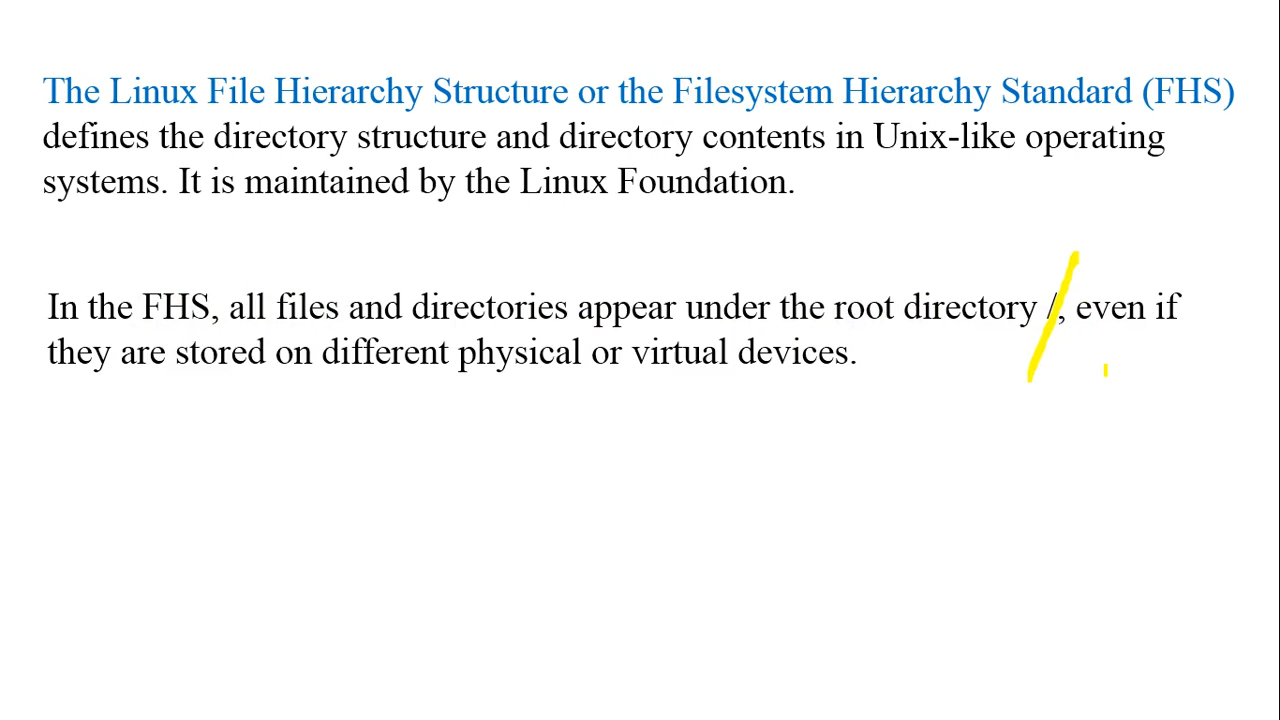 The Linux File Hierarchy Structure or the Filesystem Hierarchy Standard (FHS)
defines the directory structure and directory contents in Unix-like operating
systems. It is maintained by the Linux Foundation.
In the FHS, all files and directories appear under the root directory /, even if
they are stored on different physical or virtual devices.